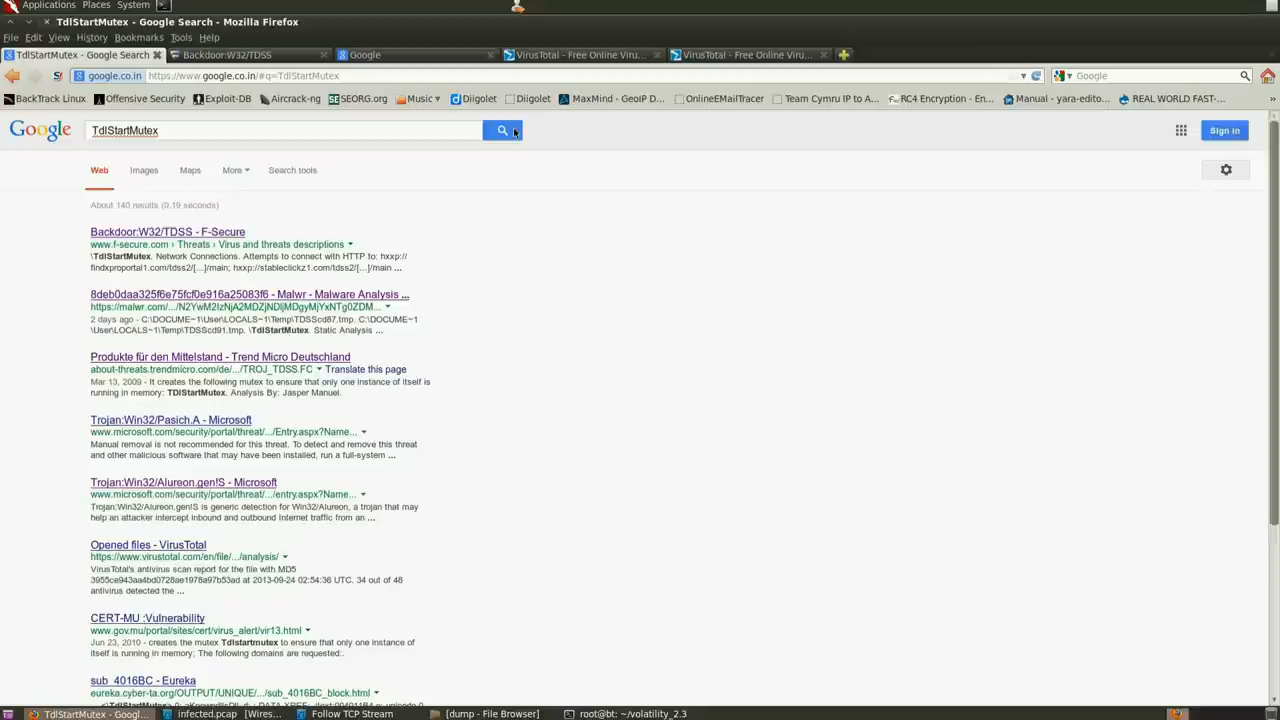 Applications Places System
TdlStartMutex - Google Search - Mozilla Firefox
File Edit View History Bookmarks Tools Help
TdlStartMutex - Google Search Backdoor:W32/TDSS Google VirusTotal - Free Online Viru... VirusTotal - Free Online Viru...
google.co.in https://www.google.co.in/#q=TdlStartMutex Google
BackTrack Linux Offensive Security Exploit-DB Aircrack-ng SEORG.org Music Diigolet Diigolet MaxMind - GeoIP D... OnlineEMailTracer Team Cymru IP to A... RC4 Encryption - En... Manual - yara-edito... REAL WORLD FAST-...
Google TdlStartMutex Sign in
Web Images Maps More Search tools
About 140 results (0.19 seconds)
Backdoor:W32/TDSS - F-Secure
www.f-secure.com › Threats › Virus and threats descriptions
\TdlStartMutex. Network Connections. Attempts to connect with HTTP to: hxxp://
findxproportal1.com/tdss2/[...]/main; hxxp://stableclickz1.com/tdss2/[...]/main ...
8deb0daa325f6e75fcf0e916a25083f6 - Malwr - Malware Analysis ...
https://malwr.com/.../N2YwM2IzNjA2MDZjNDljMDgyMjYxNTg0ZDM...
2 days ago - C:\DOCUME~1\User\LOCALS~1\Temp\TDSScd87.tmp. C:\DOCUME~1
\User\LOCALS~1\Temp\TDSScd91.tmp. \TdlStartMutex. Static Analysis ...
Produkte für den Mittelstand - Trend Micro Deutschland
about-threats.trendmicro.com/de/.../TROJ_TDSS.FC Translate this page
Mar 13, 2009 - It creates the following mutex to ensure that only one instance of itself is
running in memory: TDlStartMutex. Analysis By: Jasper Manuel.
Trojan:Win32/Pasich.A - Microsoft
www.microsoft.com/security/portal/threat/.../Entry.aspx?Name...
Manual removal is not recommended for this threat. To detect and remove this threat
and other malicious software that may have been installed, run a full-system ...
Trojan:Win32/Alureon.gen!S - Microsoft
www.microsoft.com/security/portal/threat/.../entry.aspx?Name...
Trojan:Win32/Alureon.gen!S is generic detection for Win32/Alureon, a trojan that may
help an attacker intercept inbound and outbound Internet traffic from an ...
Opened files - VirusTotal
https://www.virustotal.com/en/file/.../analysis/
VirusTotal's antivirus scan report for the file with MD5
3955ce943aa4bd0728ae1978a97b53ad at 2013-09-24 02:54:36 UTC. 34 out of 48
antivirus detected the ...
CERT-MU :Vulnerability
www.gov.mu/portal/sites/cert/virus_alert/vir13.html
Jun 23, 2010 - creates the mutex Tdlstartmutex to ensure that only one instance of
itself is running in memory; The following domains are requested:.
sub_4016BC - Eureka
eureka.cyber-ta.org/OUTPUT/UNIQUE/.../sub_4016BC_block.html
TdlStartMutex - Googl... infected.pcap [Wires... Follow TCP Stream [dump - File Browser] root@bt: ~/volatility_2.3